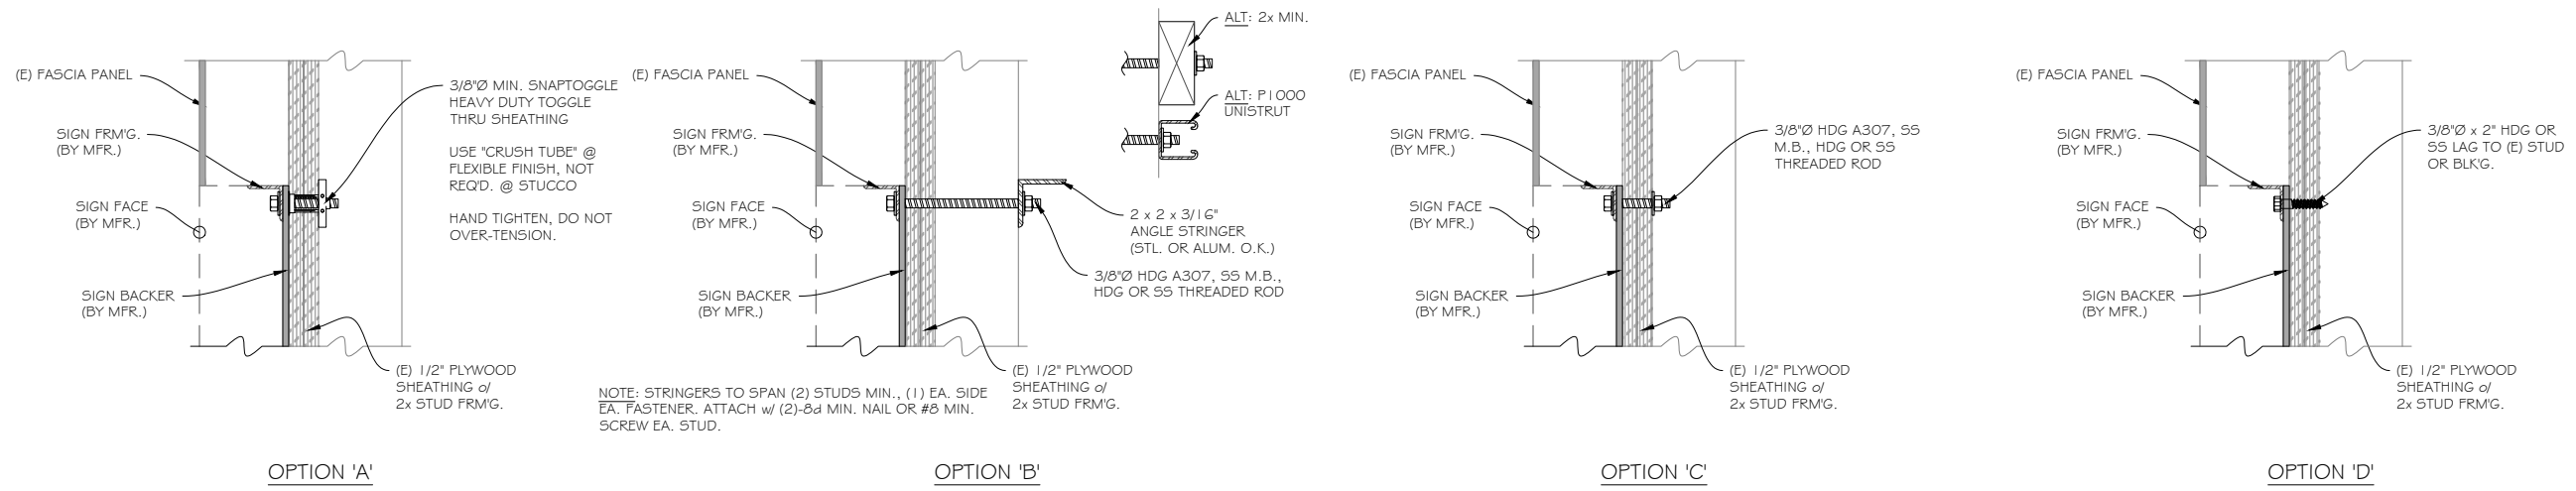 (E) FASCIA PANEL
SIGN FRM'G.
(BY MFR.)
SIGN FACE
(BY MFR.)
SIGN BACKER
(BY MFR.)
3/8"Ø MIN. SNAPTOGGLE
HEAVY DUTY TOGGLE
THRU SHEATHING
USE "CRUSH TUBE" @
FLEXIBLE FINISH, NOT
REQ'D. @ STUCCO
HAND TIGHTEN, DO NOT
OVER-TENSION.
(E) 1/2" PLYWOOD
SHEATHING o/
2x STUD FRM'G.
OPTION 'A'
(E) FASCIA PANEL
SIGN FRM'G.
(BY MFR.)
SIGN FACE
(BY MFR.)
SIGN BACKER
(BY MFR.)
ALT: 2x MIN.
ALT: P1000
UNISTRUT
2 x 2 x 3/16"
ANGLE STRINGER
(STL. OR ALUM. O.K.)
3/8"Ø HDG A307, SS M.B.,
HDG OR SS THREADED ROD
(E) 1/2" PLYWOOD
SHEATHING o/
2x STUD FRM'G.
NOTE: STRINGERS TO SPAN (2) STUDS MIN., (1) EA. SIDE
EA. FASTENER. ATTACH w/ (2)-8d MIN. NAIL OR #8 MIN.
SCREW EA. STUD.
OPTION 'B'
(E) FASCIA PANEL
SIGN FRM'G.
(BY MFR.)
SIGN FACE
(BY MFR.)
SIGN BACKER
(BY MFR.)
3/8"Ø HDG A307, SS
M.B., HDG OR SS
THREADED ROD
(E) 1/2" PLYWOOD
SHEATHING o/
2x STUD FRM'G.
OPTION 'C'
(E) FASCIA PANEL
SIGN FRM'G.
(BY MFR.)
SIGN FACE
(BY MFR.)
SIGN BACKER
(BY MFR.)
3/8"Ø x 2" HDG OR
SS LAG TO (E) STUD
OR BLK'G.
(E) 1/2" PLYWOOD
SHEATHING o/
2x STUD FRM'G.
OPTION 'D'